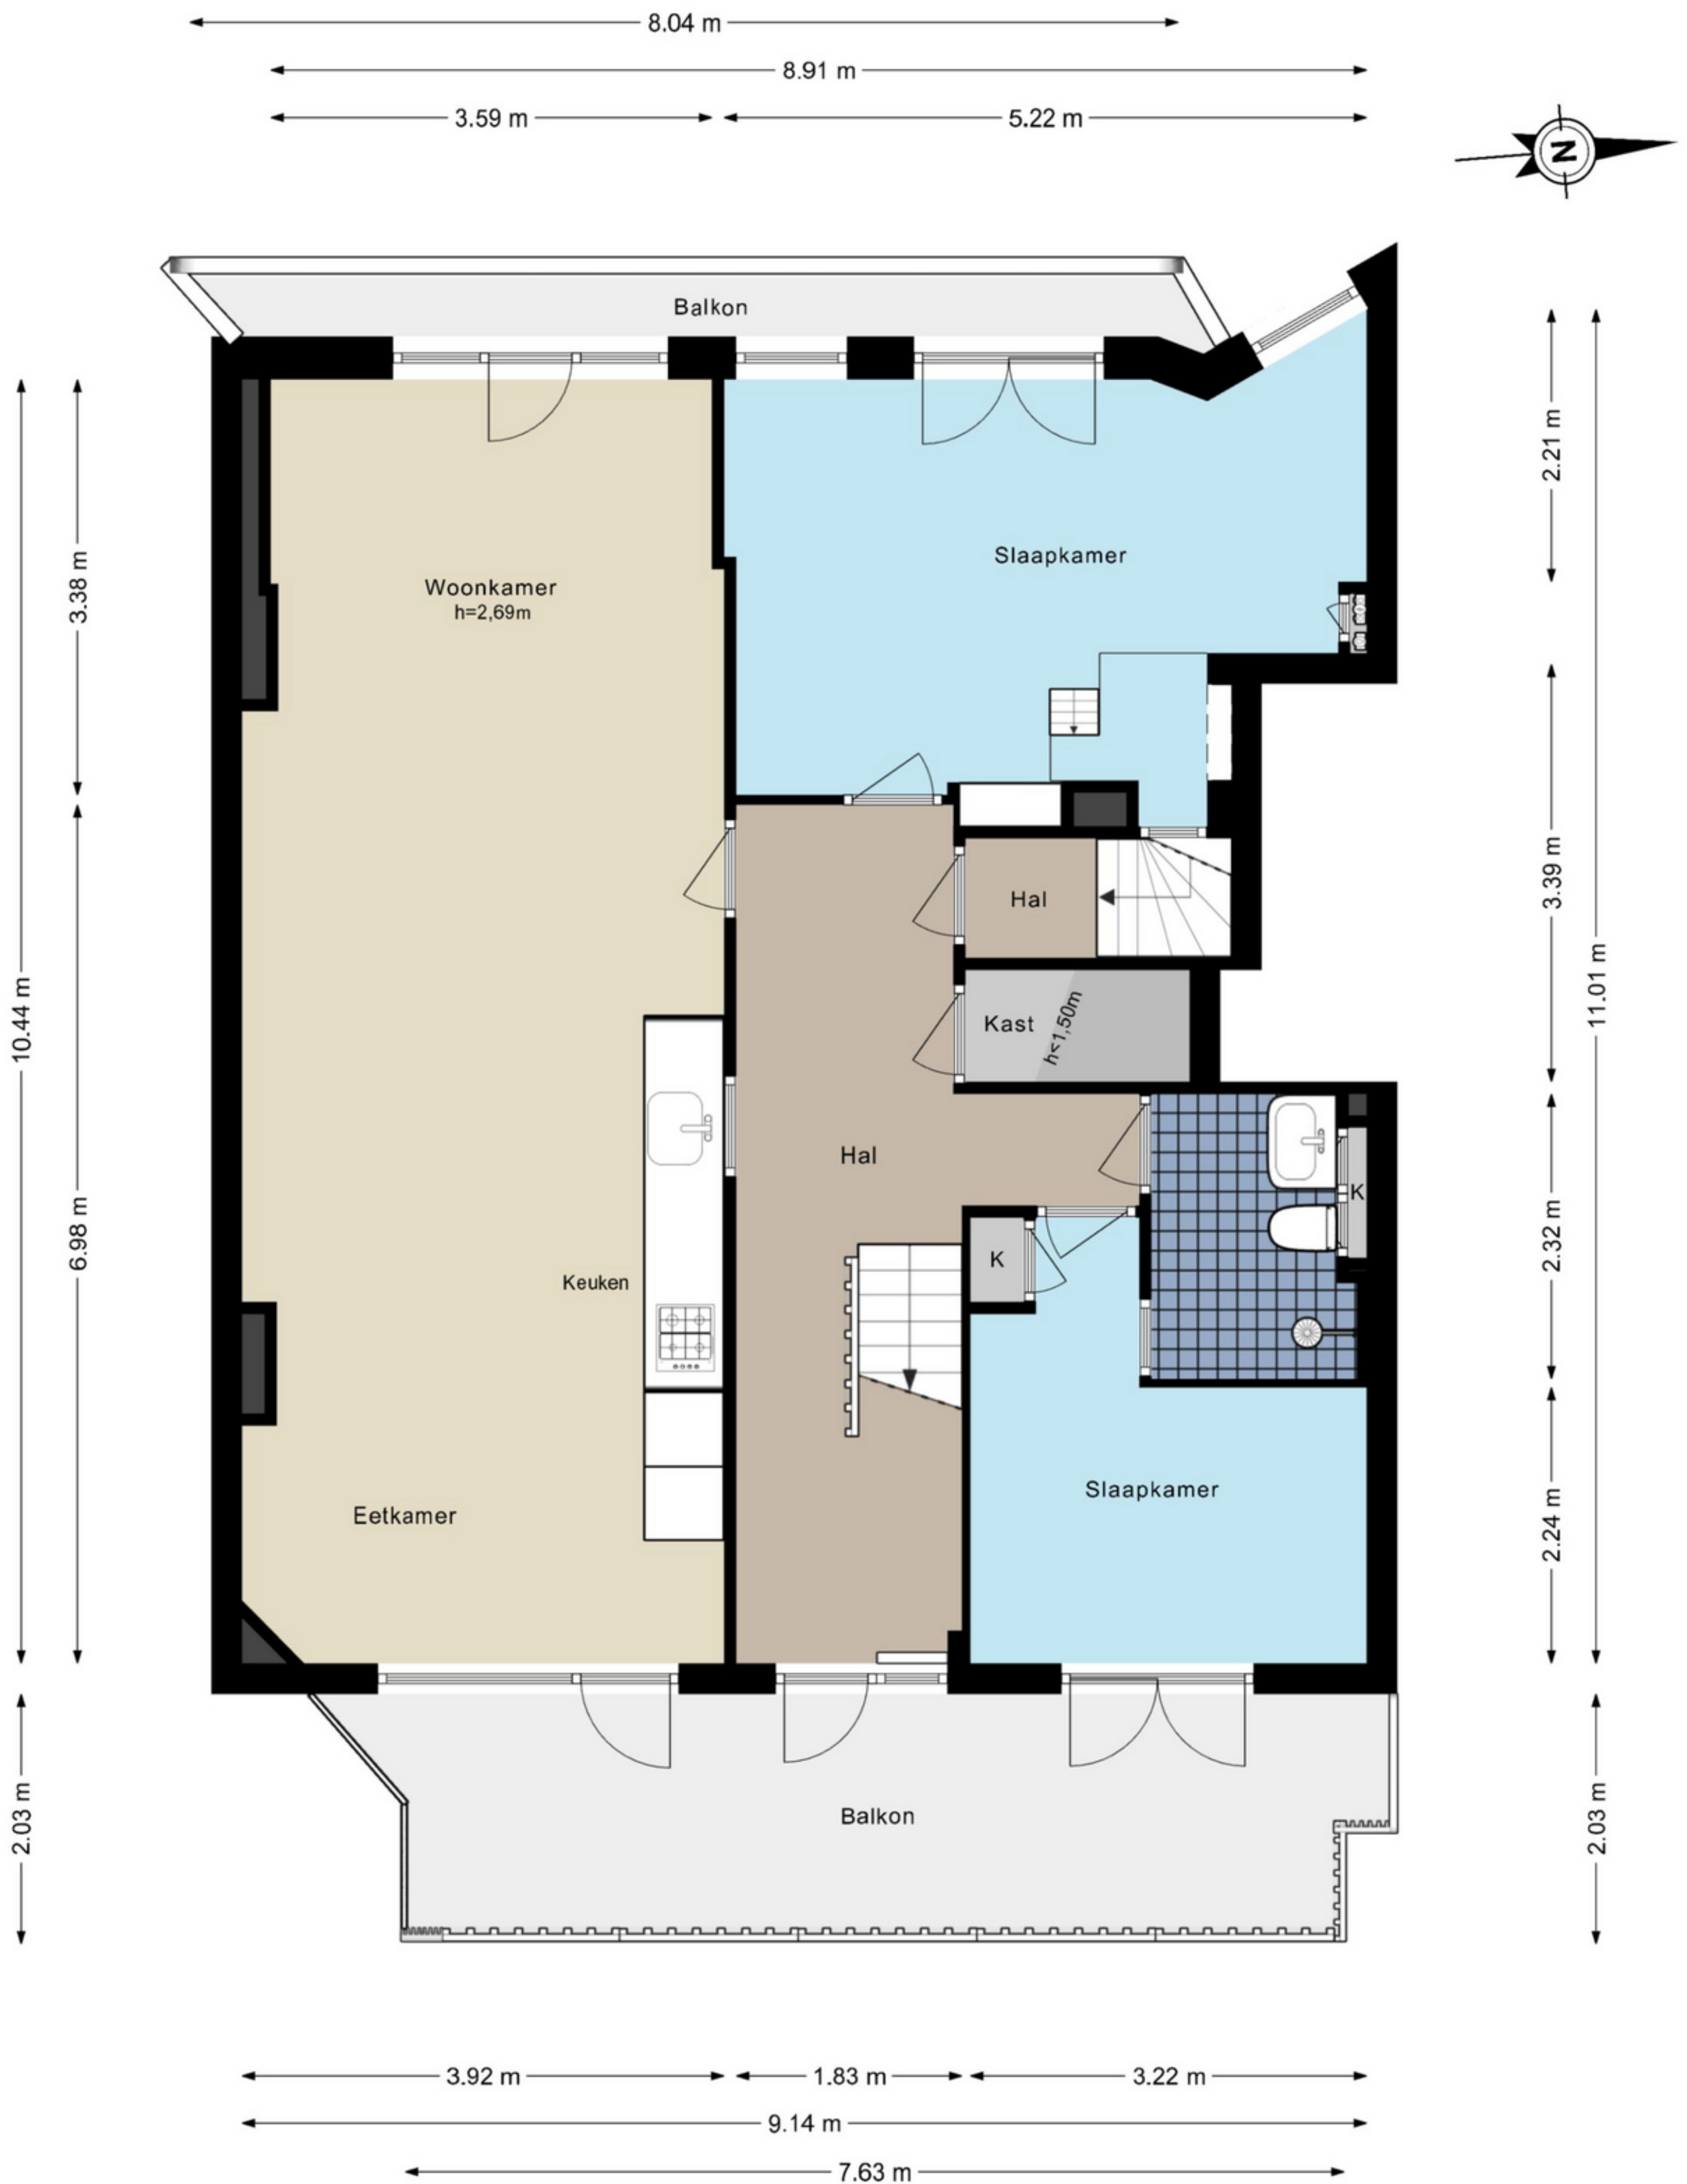 8.04 m
8.91 m
3.59 m
5.22 m
N
Balkon
2.21 m
3.38 m
Slaapkamer
Woonkamer
h=2,69m
3.39 m
Hal
11.01 m
10.44 m
Kast
h<1,50m
Hal
K
6.98 m
2.32 m
K
Keuken
Slaapkamer
Eetkamer
2.24 m
Balkon
2.03 m
2.03 m
3.92 m
1.83 m
3.22 m
9.14 m
7.63 m